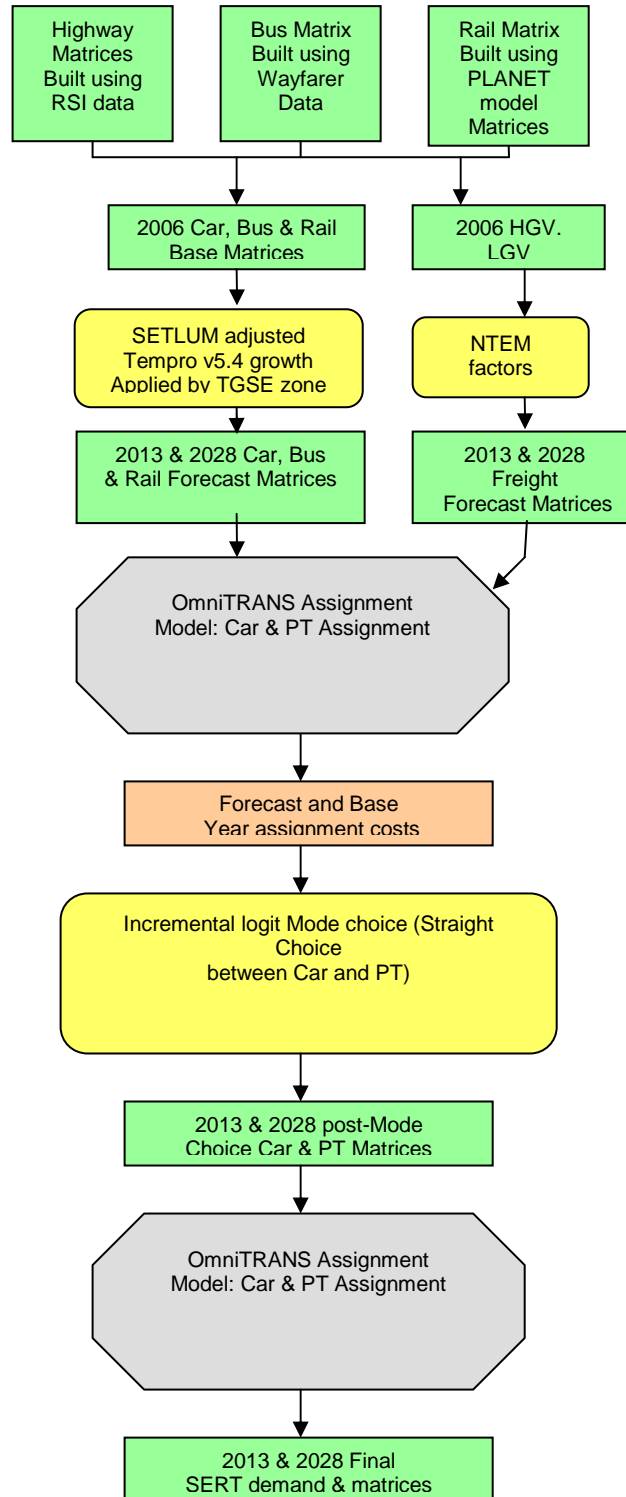 Highway
Matrices
Built using
RSI data
Bus Matrix
Built using
Wayfarer
Data
Rail Matrix
Built using
PLANET
model
Matrices
2006 Car, Bus & Rail
Base Matrices
2006 HGV.
LGV
SETLUM adjusted
Tempro v5.4 growth
Applied by TGSE zone
NTEM
factors
2013 & 2028 Car, Bus
& Rail Forecast Matrices
2013 & 2028
Freight
Forecast Matrices
OmniTRANS Assignment
Model: Car & PT Assignment
Forecast and Base
Year assignment costs
Incremental logit Mode choice (Straight
Choice
between Car and PT)
2013 & 2028 post-Mode
Choice Car & PT Matrices
OmniTRANS Assignment
Model: Car & PT Assignment
2013 & 2028 Final
SERT demand & matrices